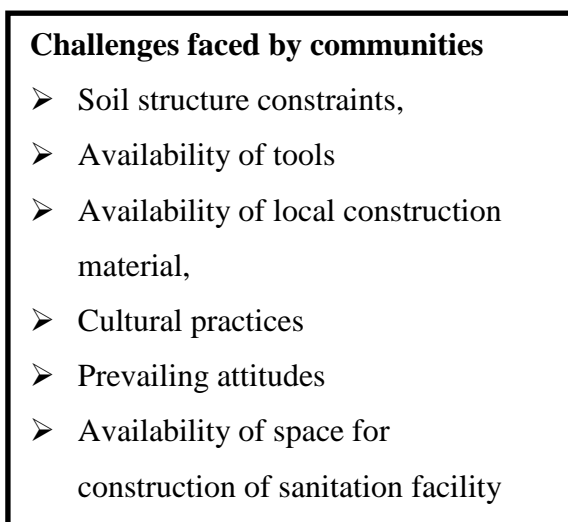 Challenges faced by communities
➢ Soil structure constraints,
➢ Availability of tools
➢ Availability of local construction
material,
➢ Cultural practices
➢ Prevailing attitudes
➢ Availability of space for
construction of sanitation facility